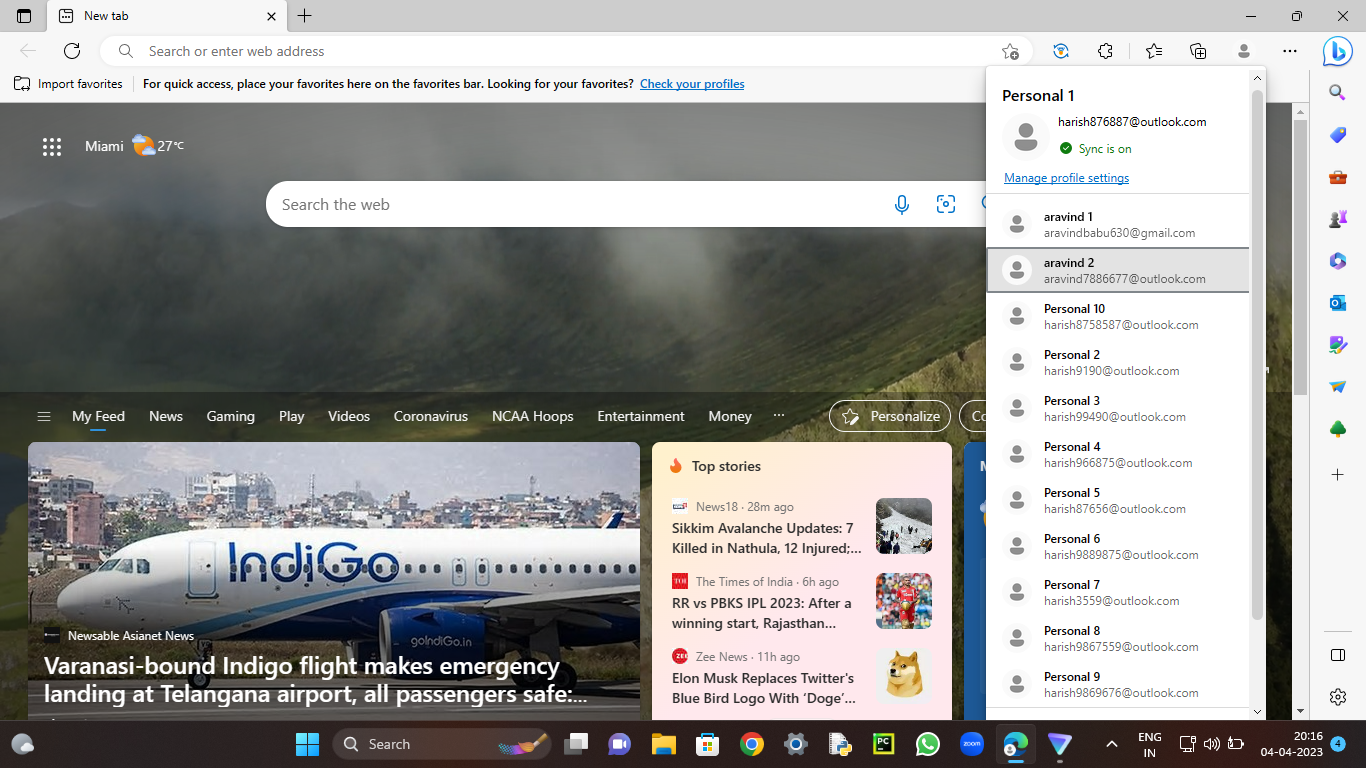 New tab
Search or enter web address
Import favorites
For quick access, place your favorites here on the favorites bar. Looking for your favorites? Check your profiles
Miami 27°C
Search the web
My Feed News Gaming Play Videos Coronavirus NCAA Hoops Entertainment Money ...
Personalize
IndiGo
goIndiGo.in
Newsable Asianet News
Varanasi-bound Indigo flight makes emergency
landing at Telangana airport, all passengers safe:...
Top stories
News18 · 28m ago
Sikkim Avalanche Updates: 7
Killed in Nathula, 12 Injured;...
TOI The Times of India · 6h ago
RR vs PBKS IPL 2023: After a
winning start, Rajasthan...
ZEE Zee News · 11h ago
Elon Musk Replaces Twitter's
Blue Bird Logo With ‘Doge’...
Personal 1
harish876887@outlook.com
Sync is on
Manage profile settings
aravind 1
aravindbabu630@gmail.com
aravind 2
aravind7886677@outlook.com
Personal 10
harish8758587@outlook.com
Personal 2
harish9190@outlook.com
Personal 3
harish99490@outlook.com
Personal 4
harish966875@outlook.com
Personal 5
harish87656@outlook.com
Personal 6
harish9889875@outlook.com
Personal 7
harish3559@outlook.com
Personal 8
harish9867559@outlook.com
Personal 9
harish9869676@outlook.com
Search
PC
zoom
ENG
IN
20:16
04-04-2023
4